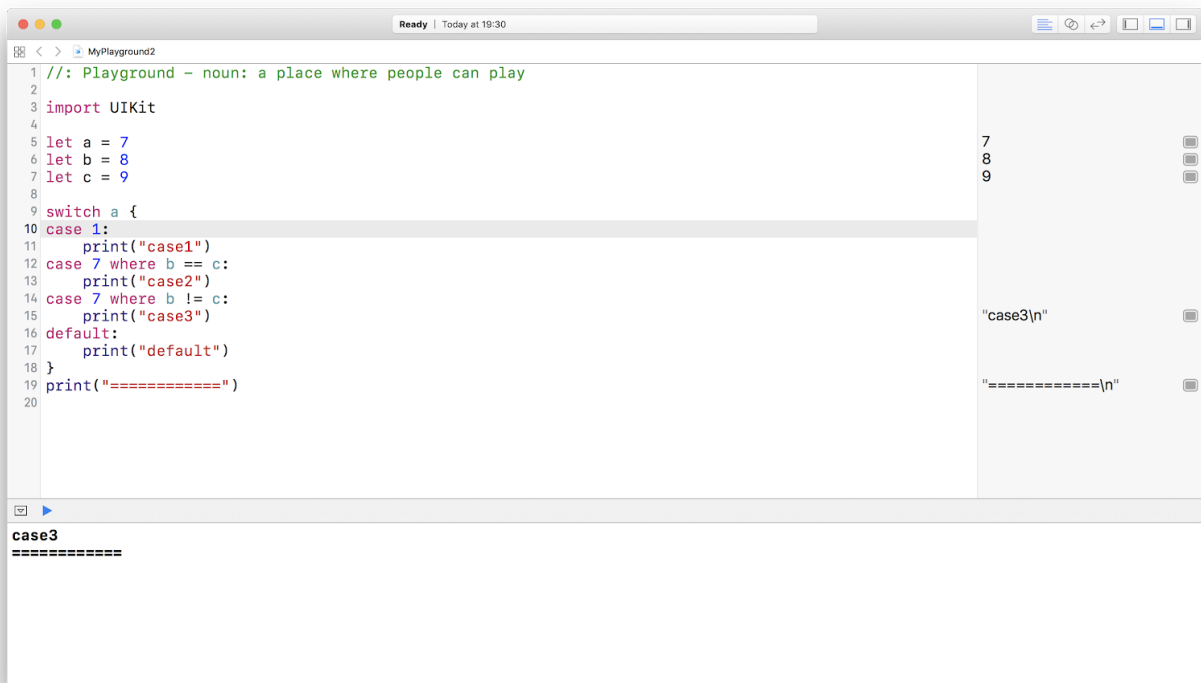 Ready | Today at 19:30
MyPlayground2
1 //: Playground – noun: a place where people can play
2
3 import UIKit
4
5 let a = 7 7
6 let b = 8 8
7 let c = 9 9
8
9 switch a {
10 case 1:
11     print("case1")
12 case 7 where b == c:
13     print("case2")
14 case 7 where b != c:
15     print("case3") "case3\n"
16 default:
17     print("default")
18 }
19 print("============") "============\n"
20
case3
============